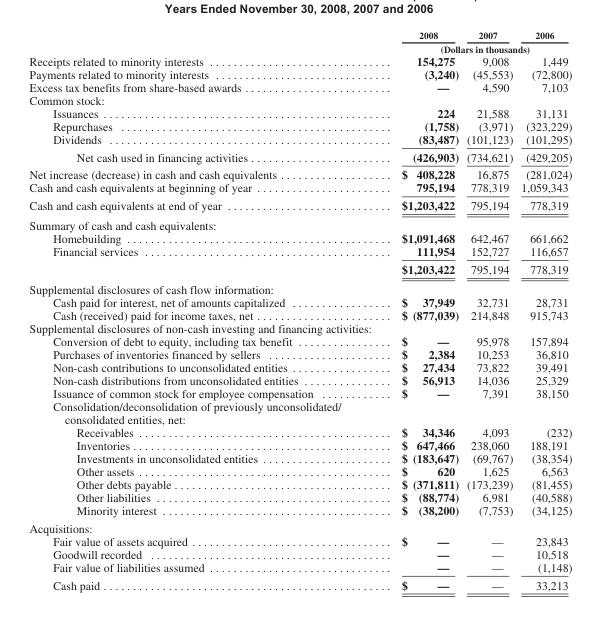 Years Ended November 30, 2008, 2007 and 2006
2008 2007 2006
(Dollars in thousands)
Receipts related to minority interests 154,275 9,008 1,449
Payments related to minority interests (3,240) (45,553) (72,800)
Excess tax benefits from share-based awards — 4,590 7,103
Common stock:
Issuances 224 21,588 31,131
Repurchases (1,758) (3,971) (323,229)
Dividends (83,487) (101,123) (101,295)
Net cash used in financing activities (426,903) (734,621) (429,205)
Net increase (decrease) in cash and cash equivalents $ 408,228 16,875 (281,024)
Cash and cash equivalents at beginning of year 795,194 778,319 1,059,343
Cash and cash equivalents at end of year $1,203,422 795,194 778,319
Summary of cash and cash equivalents:
Homebuilding $1,091,468 642,467 661,662
Financial services 111,954 152,727 116,657
$1,203,422 795,194 778,319
Supplemental disclosures of cash flow information:
Cash paid for interest, net of amounts capitalized $ 37,949 32,731 28,731
Cash (received) paid for income taxes, net $ (877,039) 214,848 915,743
Supplemental disclosures of non-cash investing and financing activities:
Conversion of debt to equity, including tax benefit $ — 95,978 157,894
Purchases of inventories financed by sellers $ 2,384 10,253 36,810
Non-cash contributions to unconsolidated entities $ 27,434 73,822 39,491
Non-cash distributions from unconsolidated entities $ 56,913 14,036 25,329
Issuance of common stock for employee compensation $ — 7,391 38,150
Consolidation/deconsolidation of previously unconsolidated/
consolidated entities, net:
Receivables $ 34,346 4,093 (232)
Inventories $ 647,466 238,060 188,191
Investments in unconsolidated entities $ (183,647) (69,767) (38,354)
Other assets $ 620 1,625 6,563
Other debts payable $ (371,811) (173,239) (81,455)
Other liabilities $ (88,774) 6,981 (40,588)
Minority interest $ (38,200) (7,753) (34,125)
Acquisitions:
Fair value of assets acquired $ — — 23,843
Goodwill recorded — — 10,518
Fair value of liabilities assumed — — (1,148)
Cash paid $ — — 33,213